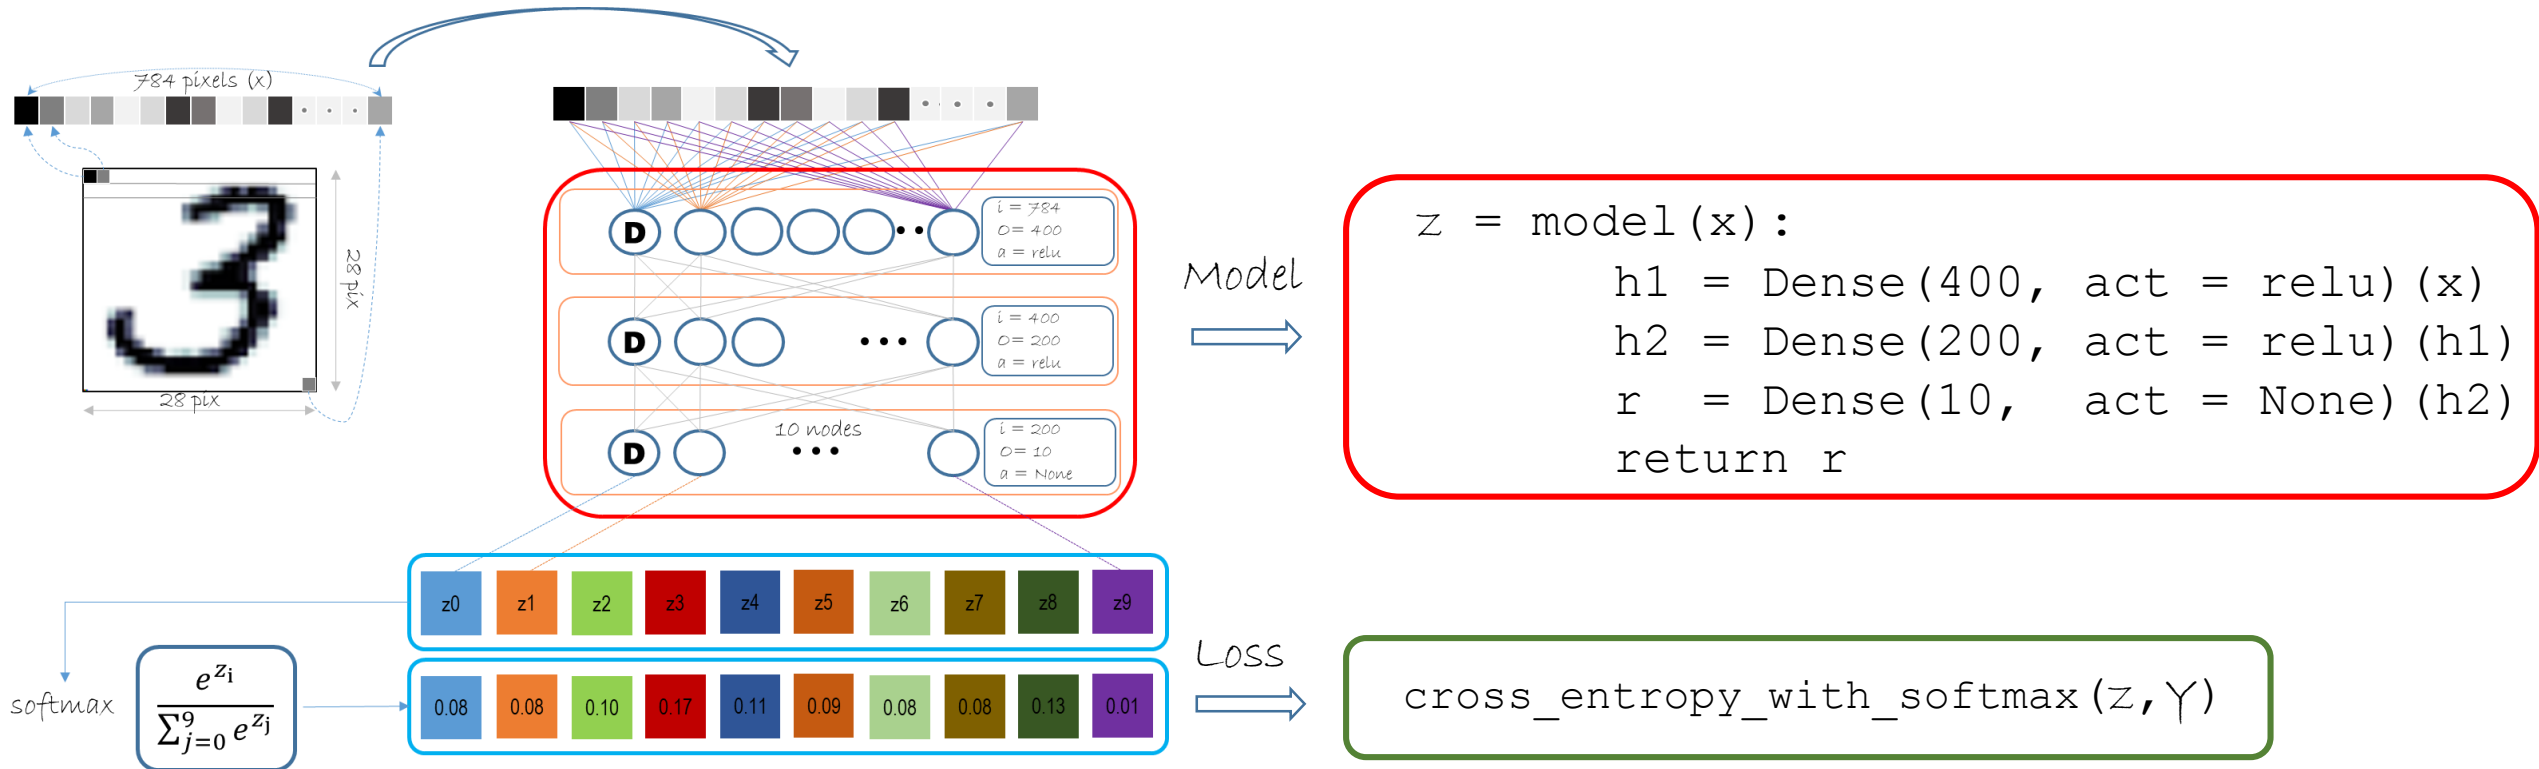 784 pixels (x)
28 pix
28 pix
D
i = 784
O= 400
a = relu
D
i = 400
O= 200
a = relu
D
10 nodes
i = 200
O= 10
a = None
Model
z = model(x):
h1 = Dense(400, act = relu)(x)
h2 = Dense(200, act = relu)(h1)
r = Dense(10, act = None)(h2)
return r
z0 z1 z2 z3 z4 z5 z6 z7 z8 z9
softmax
e^{z_i} / \sum_{j=0}^{9} e^{z_j}
0.08 0.08 0.10 0.17 0.11 0.09 0.08 0.08 0.13 0.01
Loss
cross_entropy_with_softmax(z,Y)